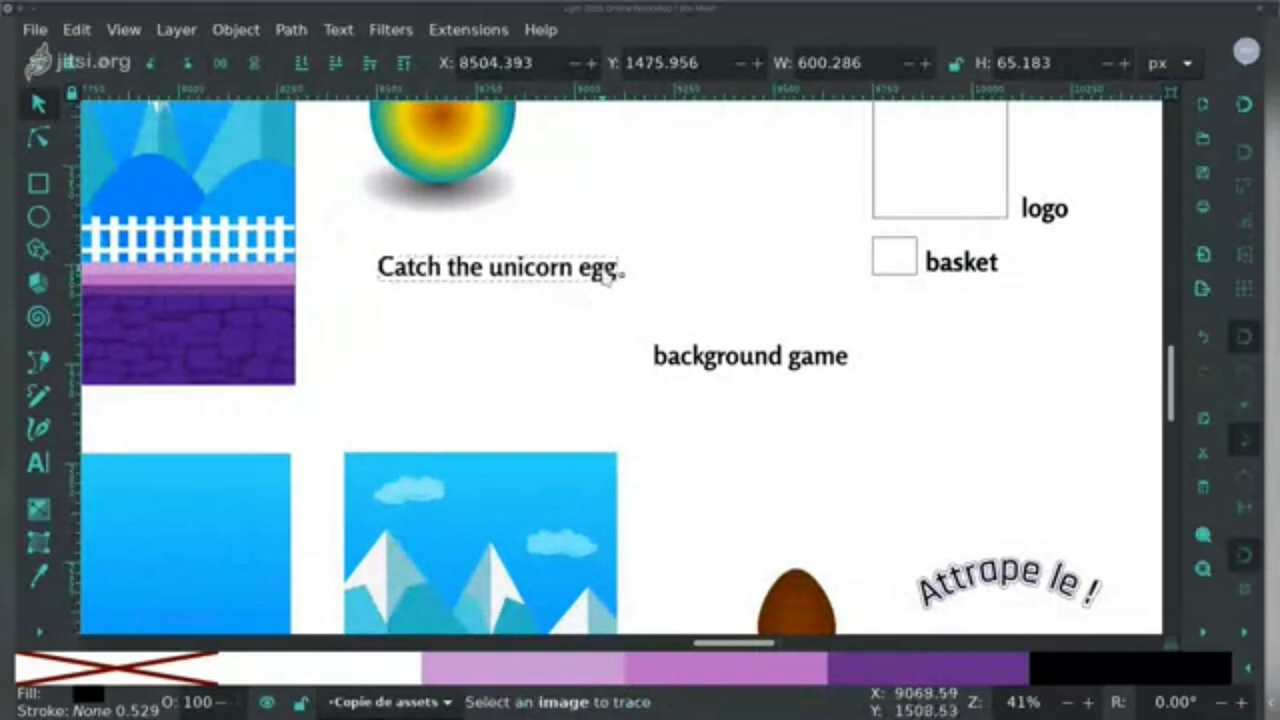 File Edit View Layer Object Path Text Filters Extensions Help
jitsi.org
X: 8504.393 Y: 1475.956 W: 600.286 H: 65.183 px
logo
Catch the unicorn egg
basket
background game
Attrape le !
Fill:
Stroke: None 0.529
O: 100
•Copie de assets
Select an image to trace
X: 9068.59
Y: 1508.53
Z: 41%
R: 0.00°